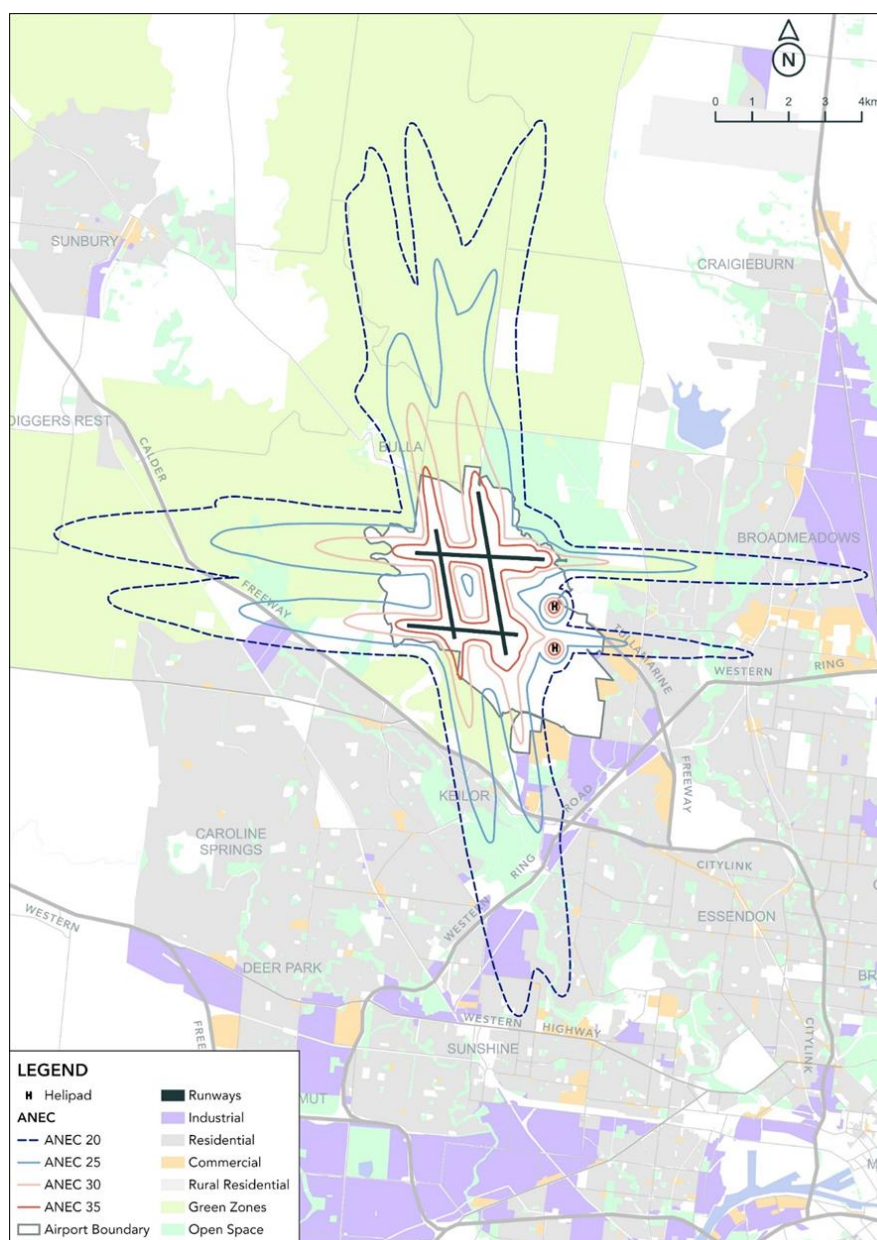 N
0 1 2 3 4km
SUNBURY
CRAIGIEBURN
DIGGERS REST
CALDER
BULLA
BROADMEADOWS
FREEWAY
H
H
TULLAMARINE
WESTERN RING
FREEWAY
KEILOR
ROAD
CAROLINE
SPRINGS
RING
CITYLINK
WESTERN
ESSENDON
WESTERN
DEER PARK
WESTERN HIGHWAY
SUNSHINE
CITYLINK
LEGEND
H Helipad
ANEC
ANEC 20
ANEC 25
ANEC 30
ANEC 35
Airport Boundary
Runways
Industrial
Residential
Commercial
Rural Residential
Green Zones
Open Space